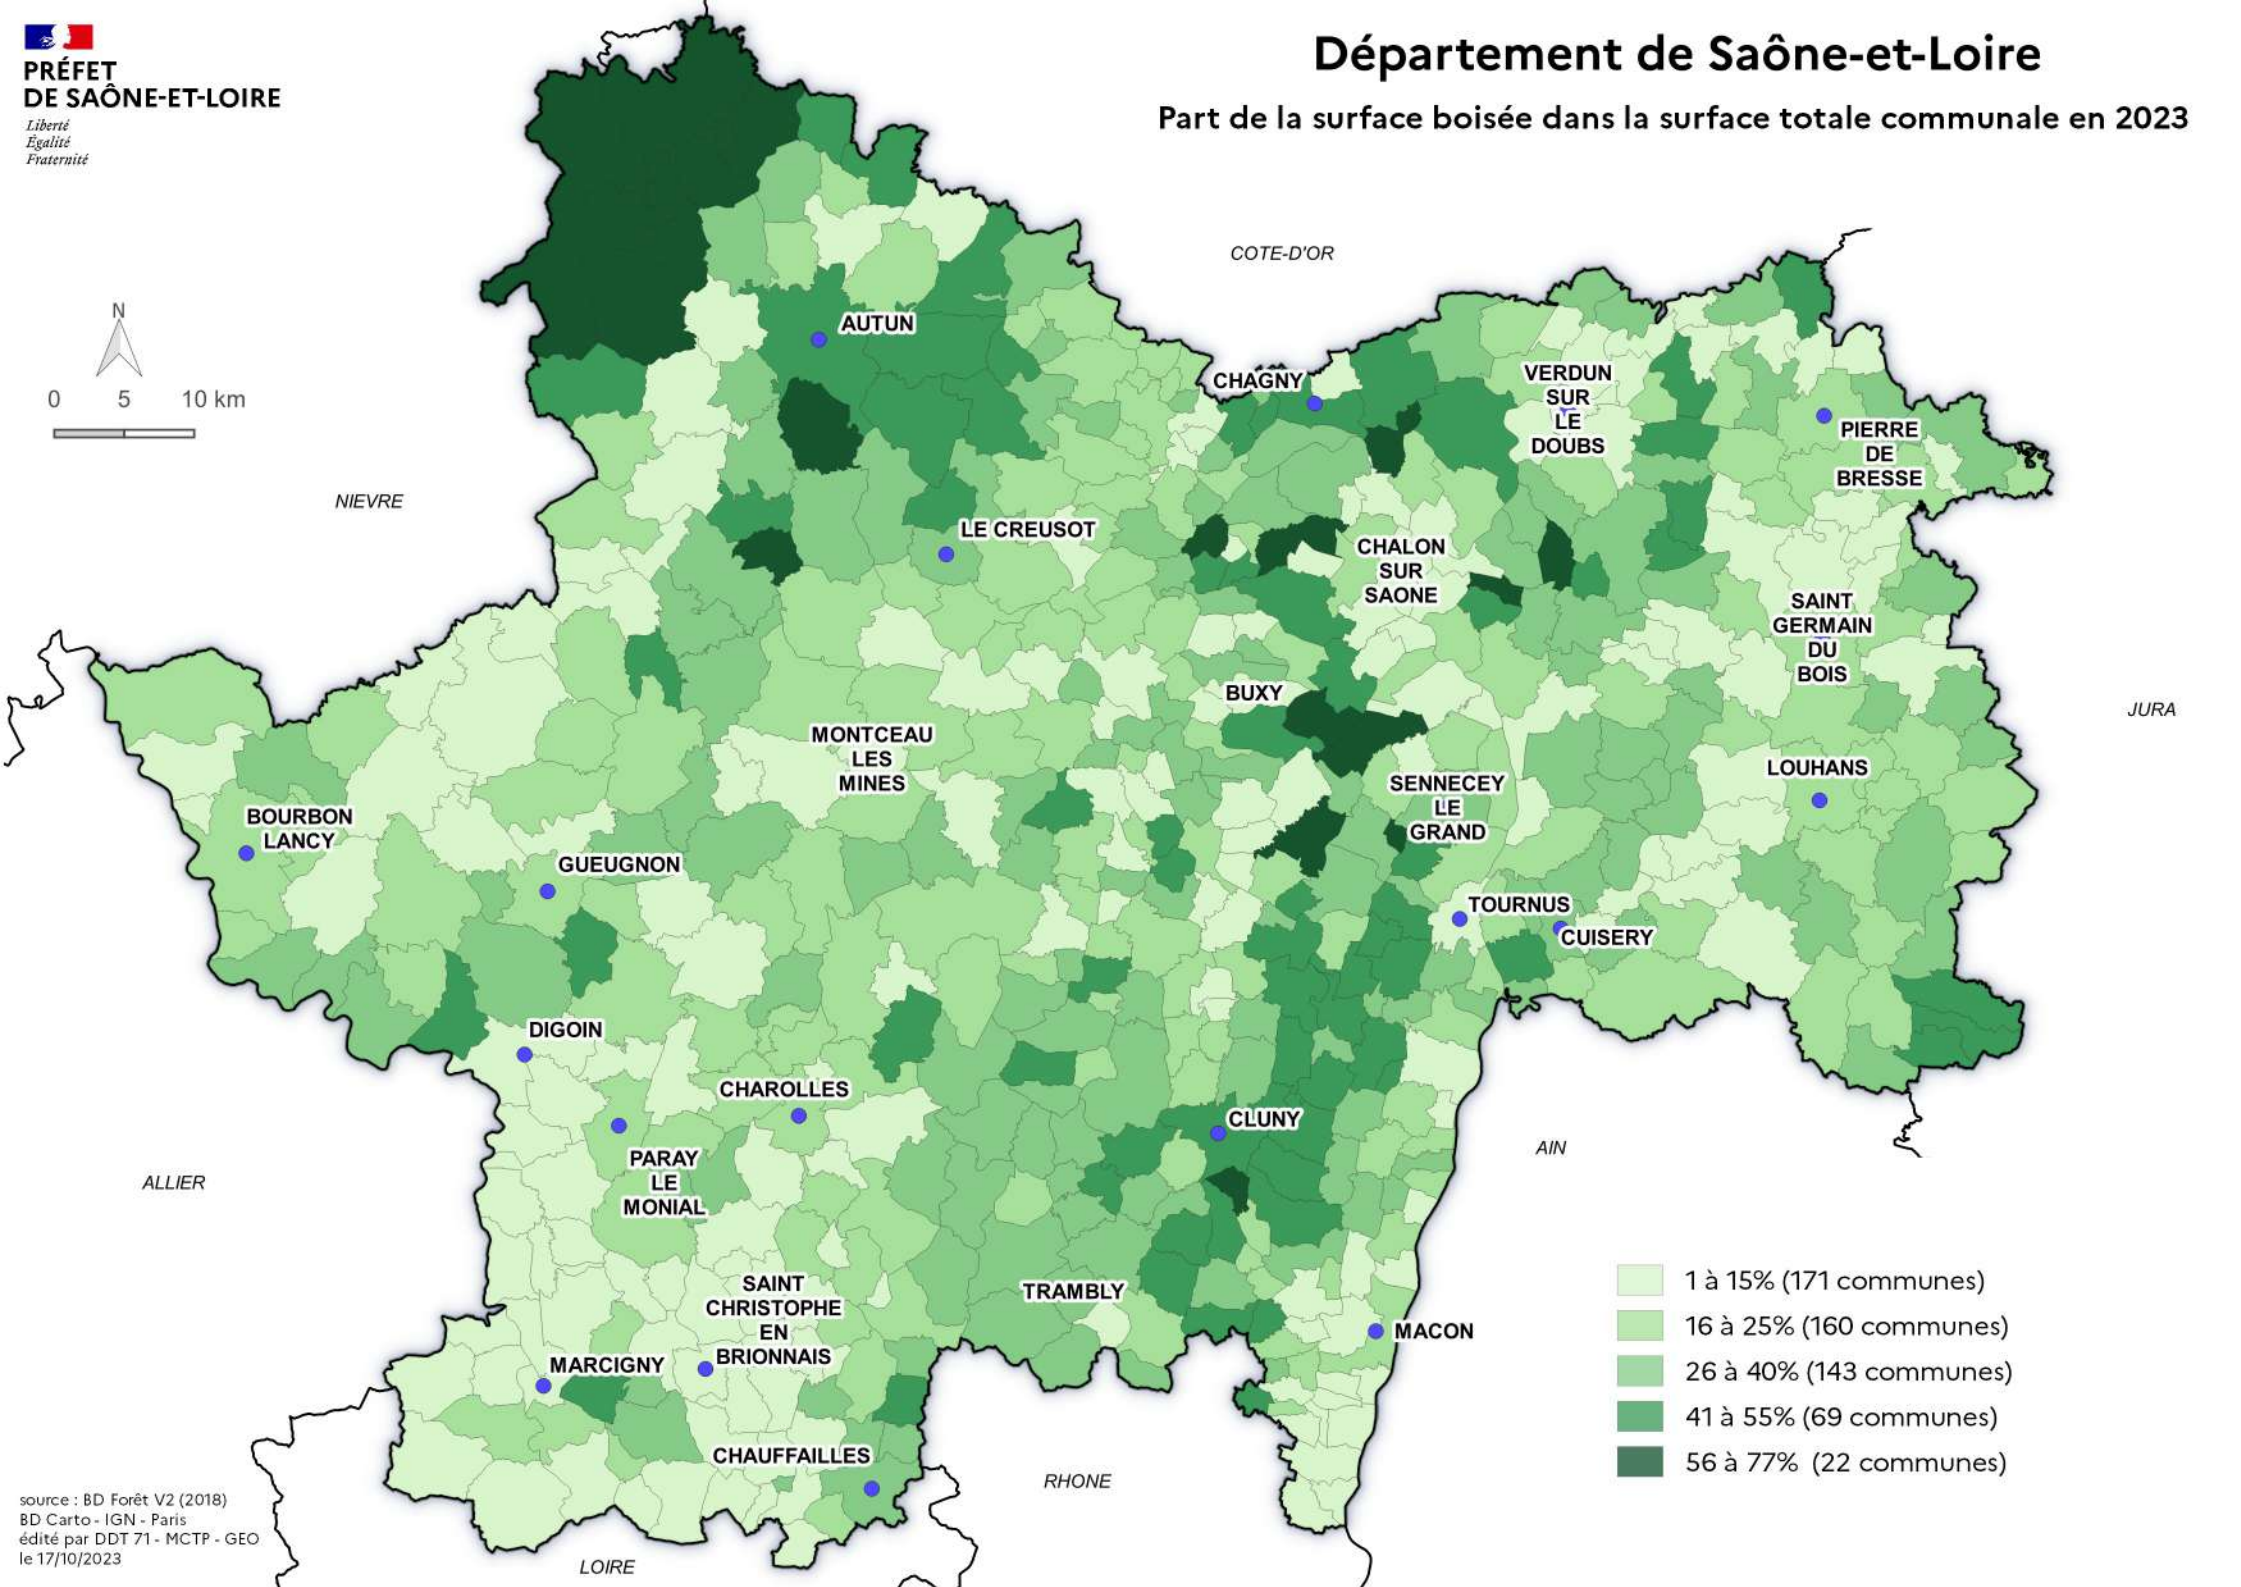 PRÉFET
DE SAÔNE-ET-LOIRE
Liberté
Égalité
Fraternité
Département de Saône-et-Loire
Part de la surface boisée dans la surface totale communale en 2023
N
0 5 10 km
COTE-D'OR
NIEVRE
JURA
ALLIER
AIN
RHONE
LOIRE
AUTUN
CHAGNY
VERDUN
SUR
LE
DOUBS
PIERRE
DE
BRESSE
LE CREUSOT
CHALON
SUR
SAONE
SAINT
GERMAIN
DU
BOIS
BUXY
MONTCEAU
LES
MINES
SENNECEY
LE
GRAND
LOUHANS
BOURBON
LANCY
GUEUGNON
TOURNUS
CUISERY
DIGOIN
CHAROLLES
CLUNY
PARAY
LE
MONIAL
TRAMBLY
SAINT
CHRISTOPHE
EN
BRIONNAIS
MACON
MARCIGNY
CHAUFFAILLES
1 à 15% (171 communes)
16 à 25% (160 communes)
26 à 40% (143 communes)
41 à 55% (69 communes)
56 à 77% (22 communes)
source : BD Forêt V2 (2018)
BD Carto - IGN - Paris
édité par DDT 71 - MCTP - GEO
le 17/10/2023